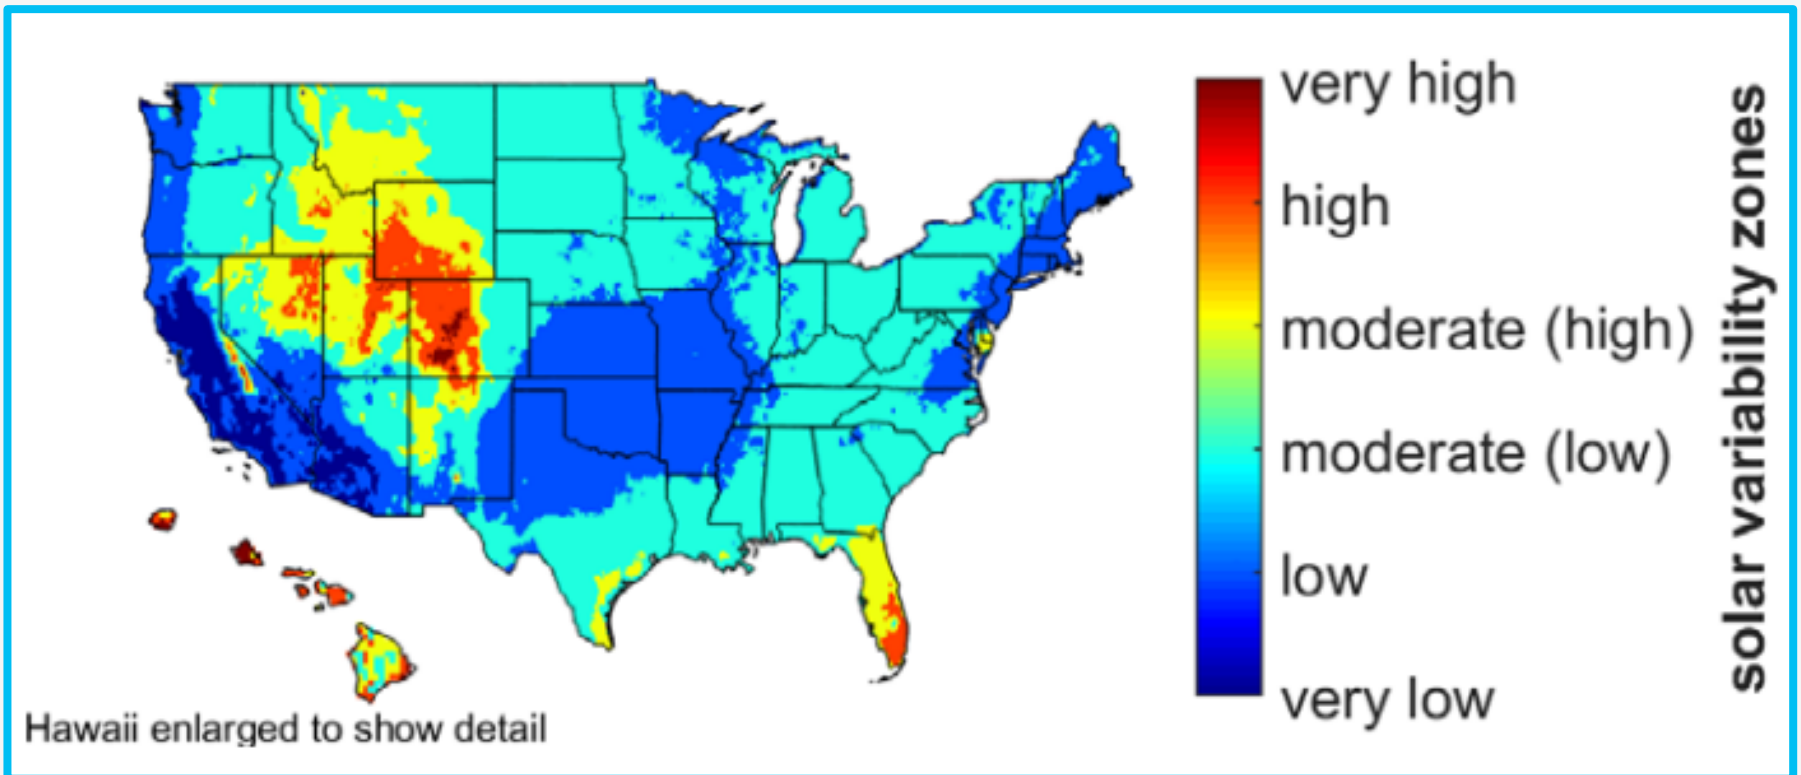 very high
high
moderate (high)
moderate (low)
low
very low
solar variability zones
Hawaii enlarged to show detail